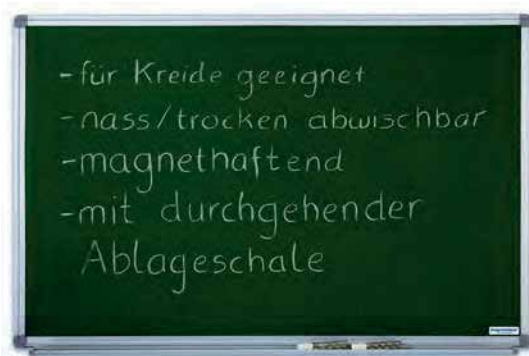 -für Kreide geeignet
-nass/trocken abwischbar
-magnethaftend
-mit durchgehender
Ablageschale